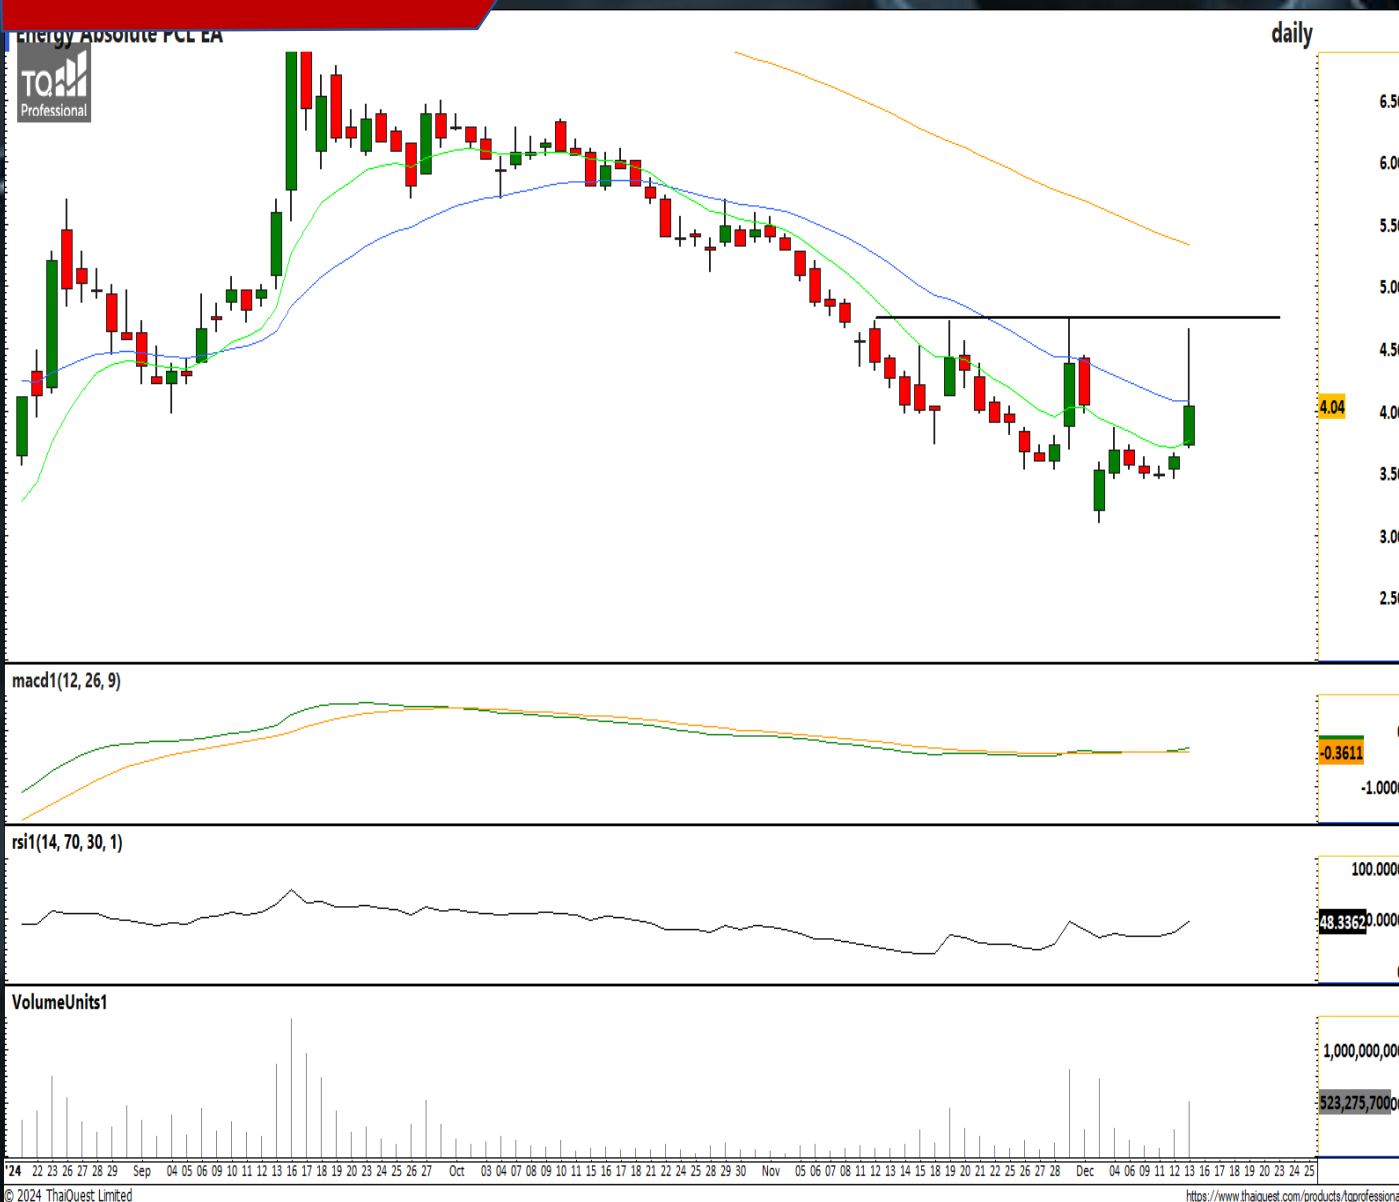 Energy Absolute PCL EA
daily
TQ
Professional
6.50
6.00
5.50
5.00
4.50
4.04
4.00
3.50
3.00
2.50
macd1(12, 26, 9)
0
-0.3611
-1.0000
rsi1(14, 70, 30, 1)
100.0000
48.3362
0.0000
0
VolumeUnits1
1,000,000,00
523,275,700
'24 22 23 26 27 28 29 Sep 04 05 06 09 10 11 12 13 16 17 18 19 20 23 24 25 26 27 Oct 03 04 07 08 09 10 11 14 15 16 17 18 21 22 24 25 28 29 30 Nov 05 06 07 08 11 12 13 14 15 18 19 20 21 22 25 26 27 28 Dec 04 06 09 11 12 13 16 17 18 19 20 23 24 25
© 2024 ThaiQuest Limited
https://www.thaiquest.com/products/tqprofessiona